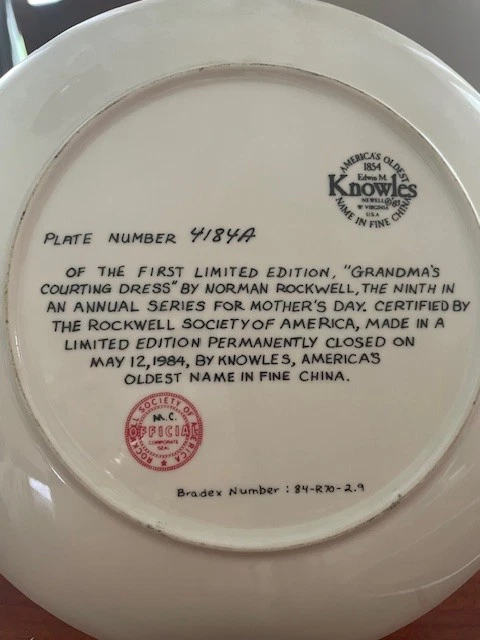 AMERICA'S OLDEST
1854
Edwin M.
Knowles
NEWELL
W VIRGINIA
U.S.A
NAME IN FINE CHINA
PLATE NUMBER 4184A
OF THE FIRST LIMITED EDITION, "GRANDMA'S
COURTING DRESS" BY NORMAN ROCKWELL, THE NINTH IN
AN ANNUAL SERIES FOR MOTHER'S DAY. CERTIFIED BY
THE ROCKWELL SOCIETY OF AMERICA, MADE IN A
LIMITED EDITION PERMANENTLY CLOSED ON
MAY 12, 1984, BY KNOWLES, AMERICA'S
OLDEST NAME IN FINE CHINA.
ROCKWELL SOCIETY OF AMERICA
M.C.
OFFICIAL
CORPORATE
SEAL
Bradex Number : 84-R70-2.9